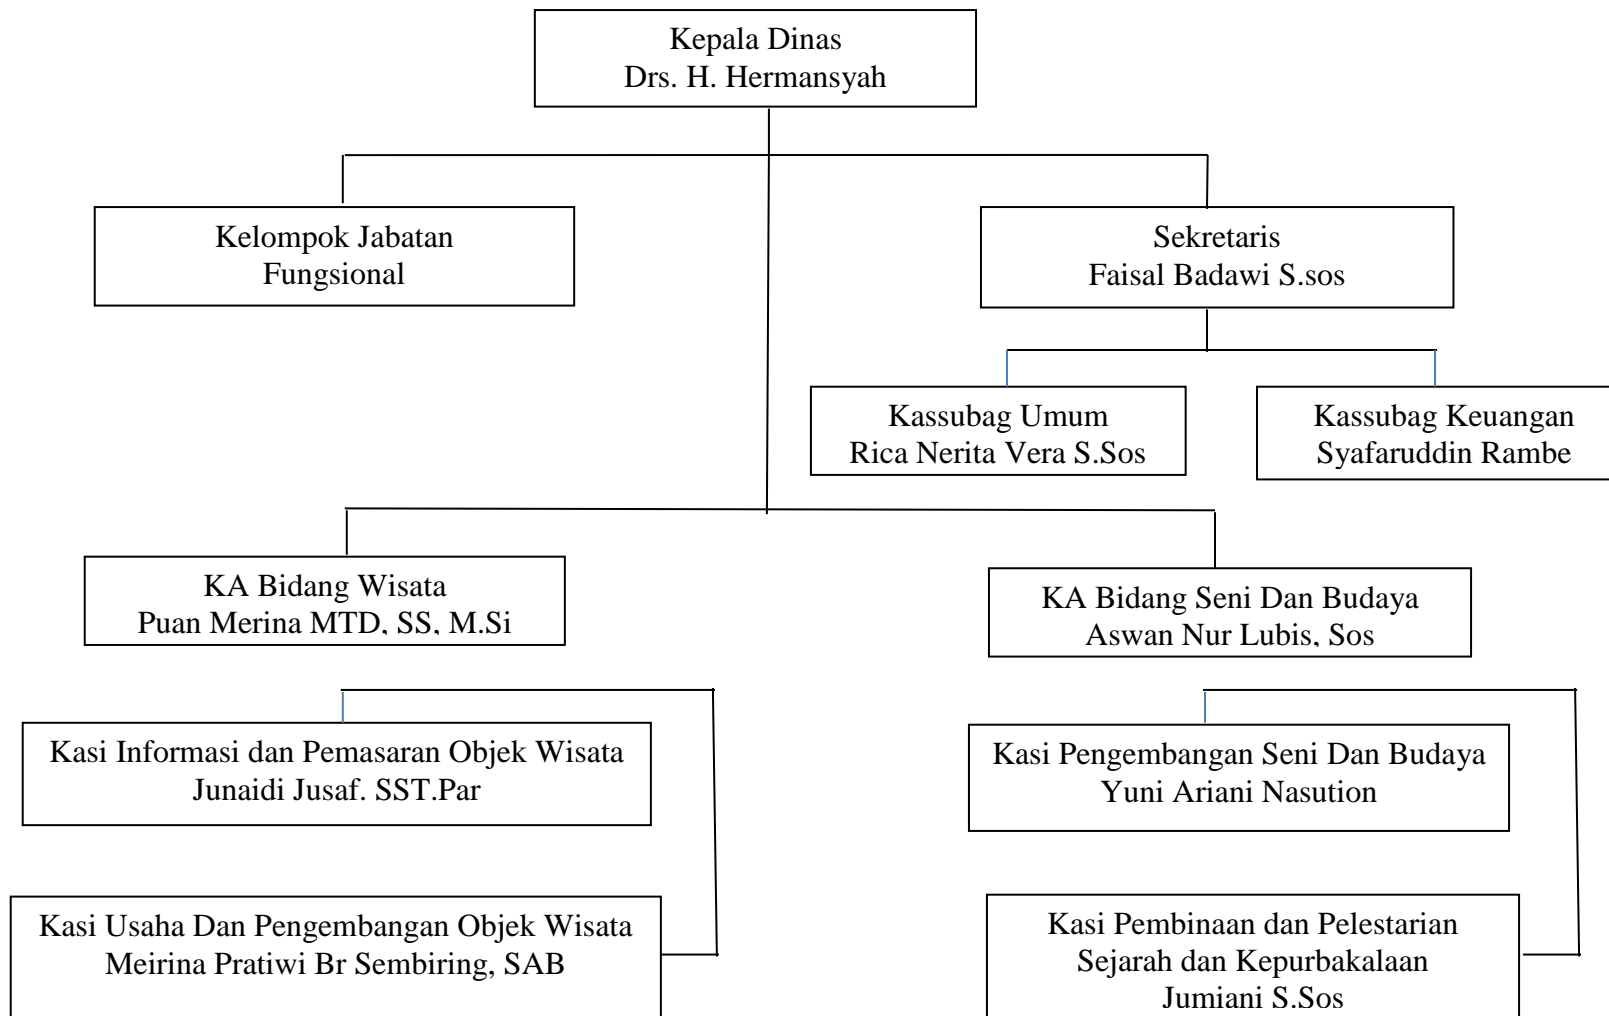 Kepala Dinas
Drs. H. Hermansyah
Kelompok Jabatan
Fungsional
Sekretaris
Faisal Badawi S.sos
Kassubag Umum
Rica Nerita Vera S.Sos
Kassubag Keuangan
Syafaruddin Rambe
KA Bidang Wisata
Puan Merina MTD, SS, M.Si
KA Bidang Seni Dan Budaya
Aswan Nur Lubis, Sos
Kasi Informasi dan Pemasaran Objek Wisata
Junaidi Jusaf. SST.Par
Kasi Pengembangan Seni Dan Budaya
Yuni Ariani Nasution
Kasi Usaha Dan Pengembangan Objek Wisata
Meirina Pratiwi Br Sembiring, SAB
Kasi Pembinaan dan Pelestarian
Sejarah dan Kepurbakalaan
Jumiani S.Sos